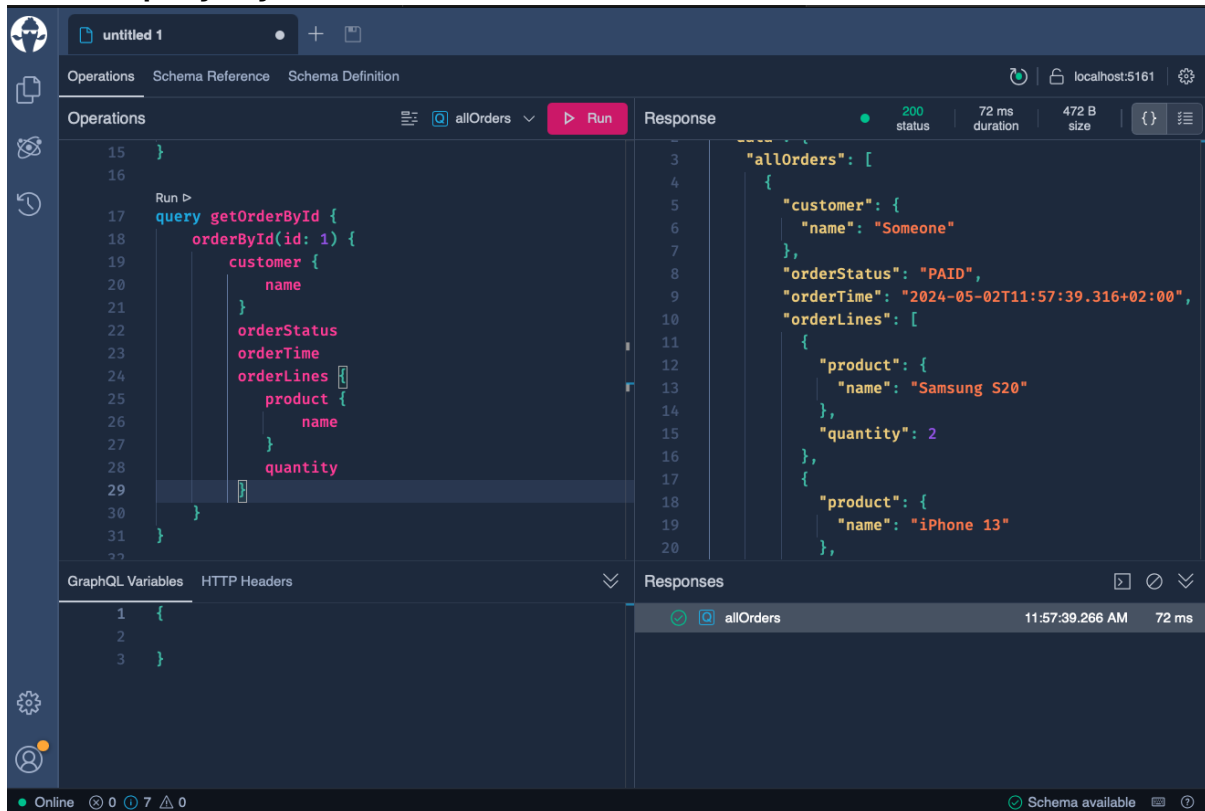 untitled 1
Operations Schema Reference Schema Definition
localhost:5161
Operations
Q allOrders
Run
15 }
16
Run
17 query getOrderById {
18 orderById(id: 1) {
19 customer {
20 name
21 }
22 orderStatus
23 orderTime
24 orderLines {
25 product {
26 name
27 }
28 quantity
29 }
30 }
31 }
32
Response
200 72 ms 472 B
status duration size
{}
3 "allOrders": [
4 {
5 "customer": {
6 "name": "Someone"
7 },
8 "orderStatus": "PAID",
9 "orderTime": "2024-05-02T11:57:39.316+02:00",
10 "orderLines": [
11 {
12 "product": {
13 "name": "Samsung S20"
14 },
15 "quantity": 2
16 },
17 {
18 "product": {
19 "name": "iPhone 13"
20 },
GraphQL Variables HTTP Headers
1 {
2
3 }
Responses
Q allOrders 11:57:39.266 AM 72 ms
Online 0 7 0
Schema available